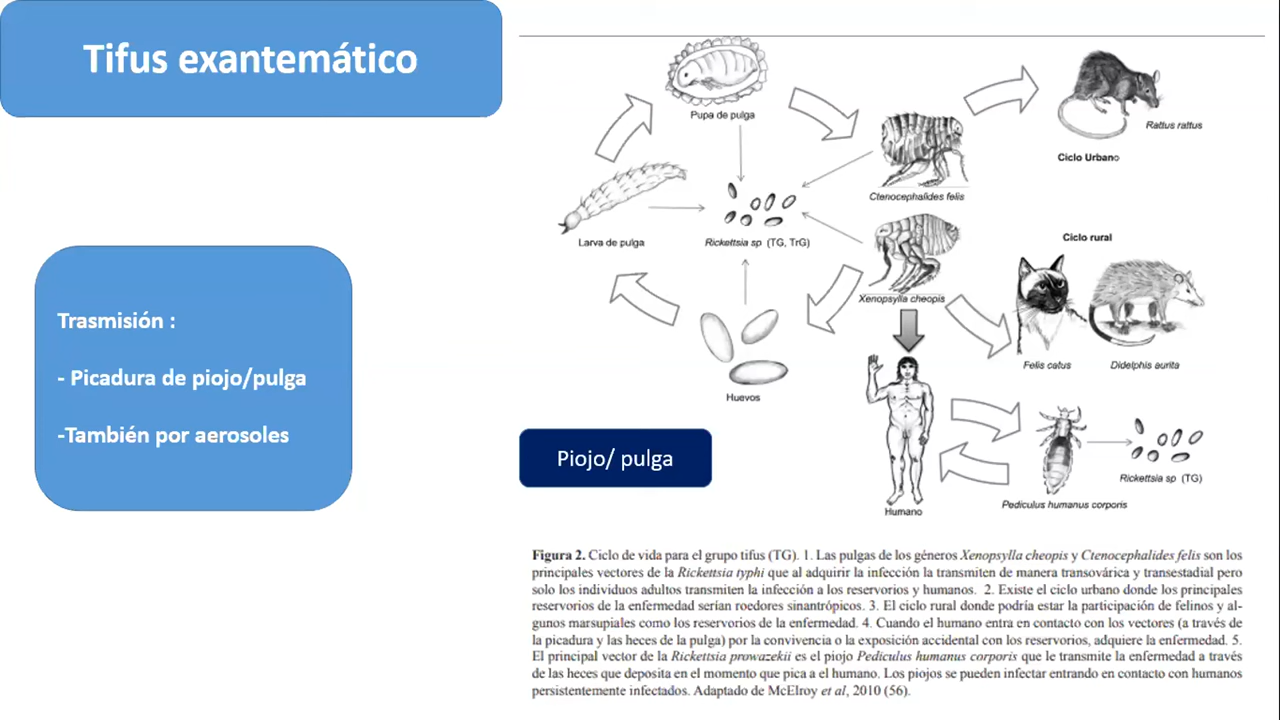 Tifus exantemático
Trasmisión :
- Picadura de piojo/pulga
-También por aerosoles
Pupa de pulga
Rattus rattus
Ciclo Urbano
Ctenocephalides felis
Larva de pulga
Rickettsia sp (TG, TrG)
Ciclo rural
Xenopsylla cheopis
Felis catus
Didelphis aurita
Huevos
Piojo/ pulga
Rickettsia sp (TG)
Pediculus humanus corporis
Humano
Figura 2. Ciclo de vida para el grupo tifus (TG). 1. Las pulgas de los géneros Xenopsylla cheopis y Ctenocephalides felis son los
principales vectores de la Rickettsia typhi que al adquirir la infección la transmiten de manera transovárica y transestadial pero
solo los individuos adultos transmiten la infección a los reservorios y humanos. 2. Existe el ciclo urbano donde los principales
reservorios de la enfermedad serían roedores sinantrópicos. 3. El ciclo rural donde podría estar la participación de felinos y al-
gunos marsupiales como los reservorios de la enfermedad. 4. Cuando el humano entra en contacto con los vectores (a través de
la picadura y las heces de la pulga) por la convivencia o la exposición accidental con los reservorios, adquiere la enfermedad. 5.
El principal vector de la Rickettsia prowazekii es el piojo Pediculus humanus corporis que le transmite la enfermedad a través
de las heces que deposita en el momento que pica a el humano. Los piojos se pueden infectar entrando en contacto con humanos
persistentemente infectados. Adaptado de McElroy et al, 2010 (56).